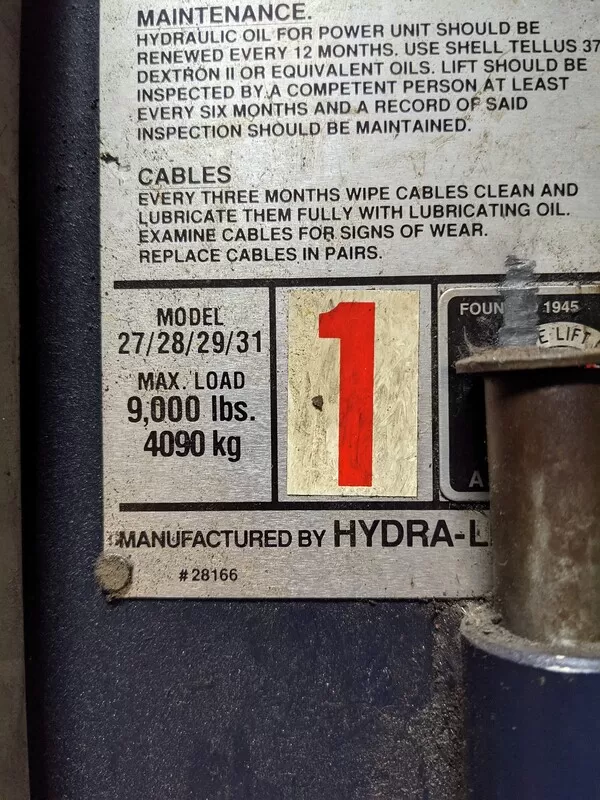 MAINTENANCE.
HYDRAULIC OIL FOR POWER UNIT SHOULD BE
RENEWED EVERY 12 MONTHS. USE SHELL TELLUS 37
DEXTRON II OR EQUIVALENT OILS. LIFT SHOULD BE
INSPECTED BY A COMPETENT PERSON AT LEAST
EVERY SIX MONTHS AND A RECORD OF SAID
INSPECTION SHOULD BE MAINTAINED.
CABLES
EVERY THREE MONTHS WIPE CABLES CLEAN AND
LUBRICATE THEM FULLY WITH LUBRICATING OIL.
EXAMINE CABLES FOR SIGNS OF WEAR.
REPLACE CABLES IN PAIRS.
MODEL
27/28/29/31
MAX. LOAD
9,000 lbs.
4090 kg
1
1945
LIFT
MANUFACTURED BY
#28166